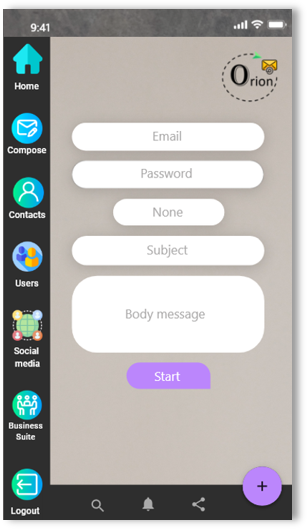 9:41
Orion
Home
Email
Compose
Password
Contacts
None
Users
Subject
Social
media
Body message
Business
Suite
Start
Logout
+